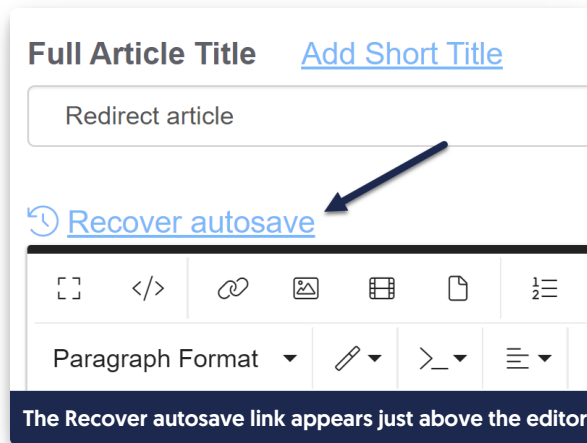 Full Article Title Add Short Title
Redirect article
Recover autosave
Paragraph Format
The Recover autosave link appears just above the editor